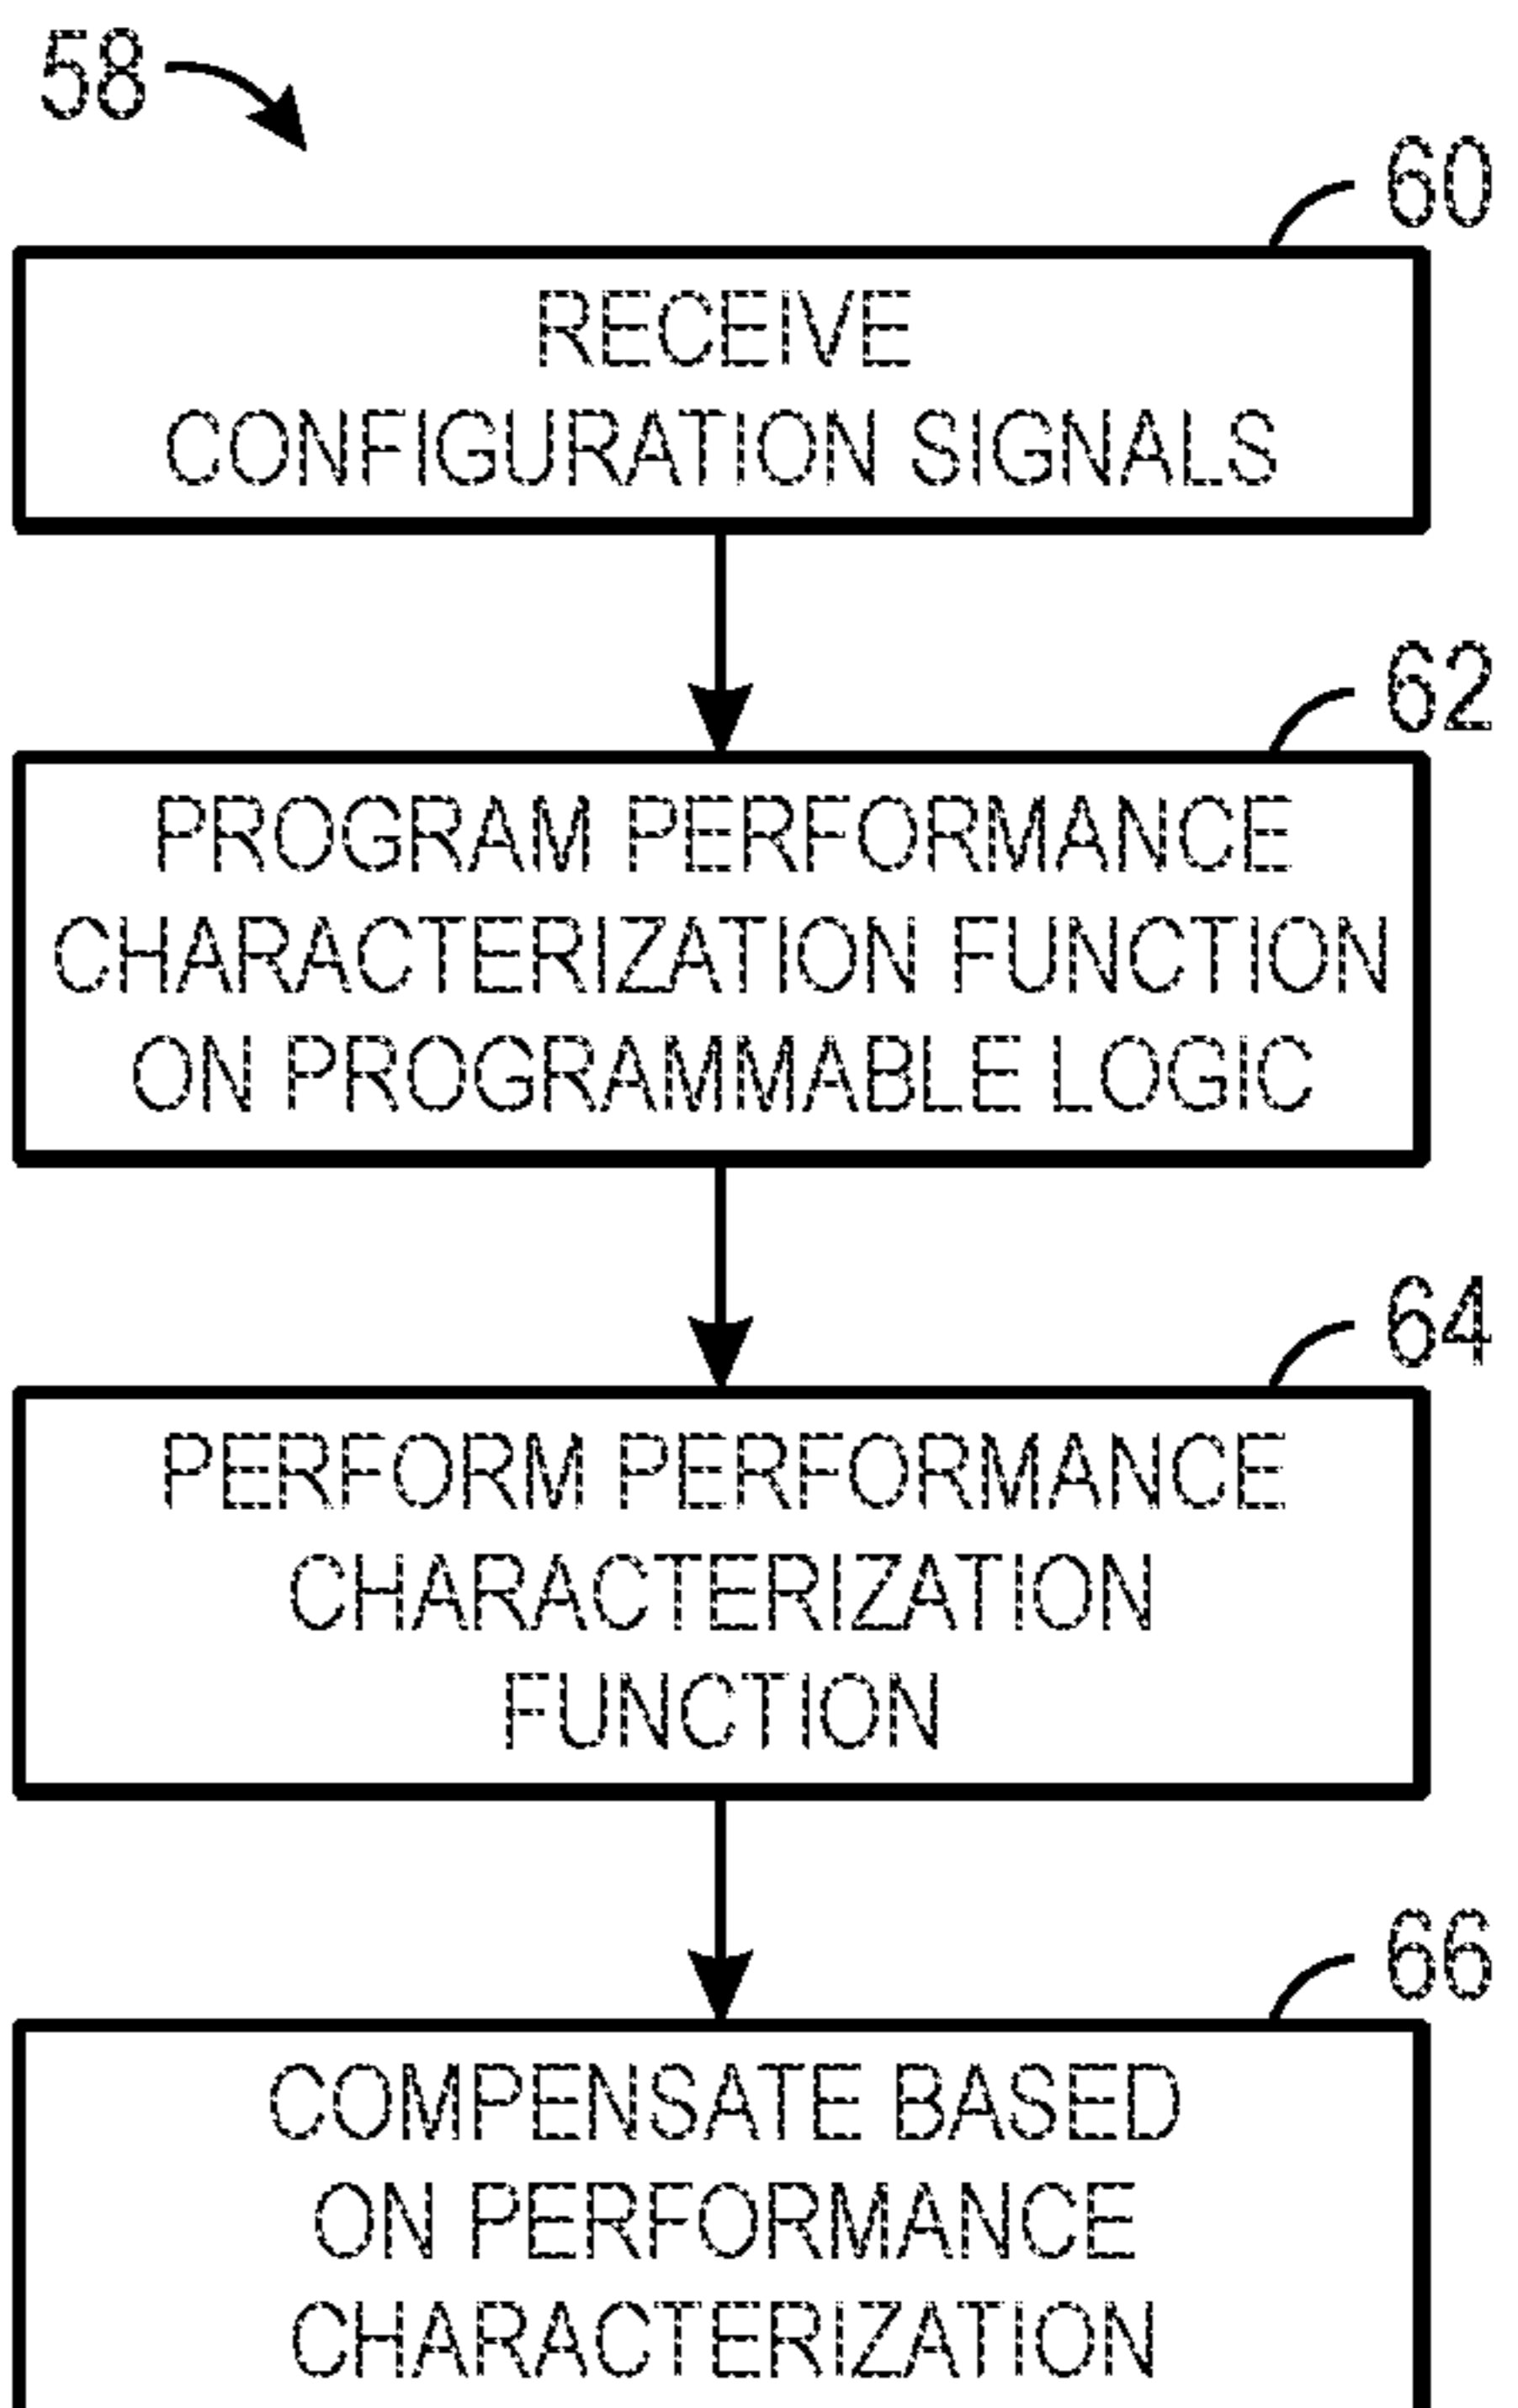 58
60
RECEIVE
CONFIGURATION SIGNALS
62
PROGRAM PERFORMANCE
CHARACTERIZATION FUNCTION
ON PROGRAMMABLE LOGIC
64
PERFORM PERFORMANCE
CHARACTERIZATION
FUNCTION
66
COMPENSATE BASED
ON PERFORMANCE
CHARACTERIZATION